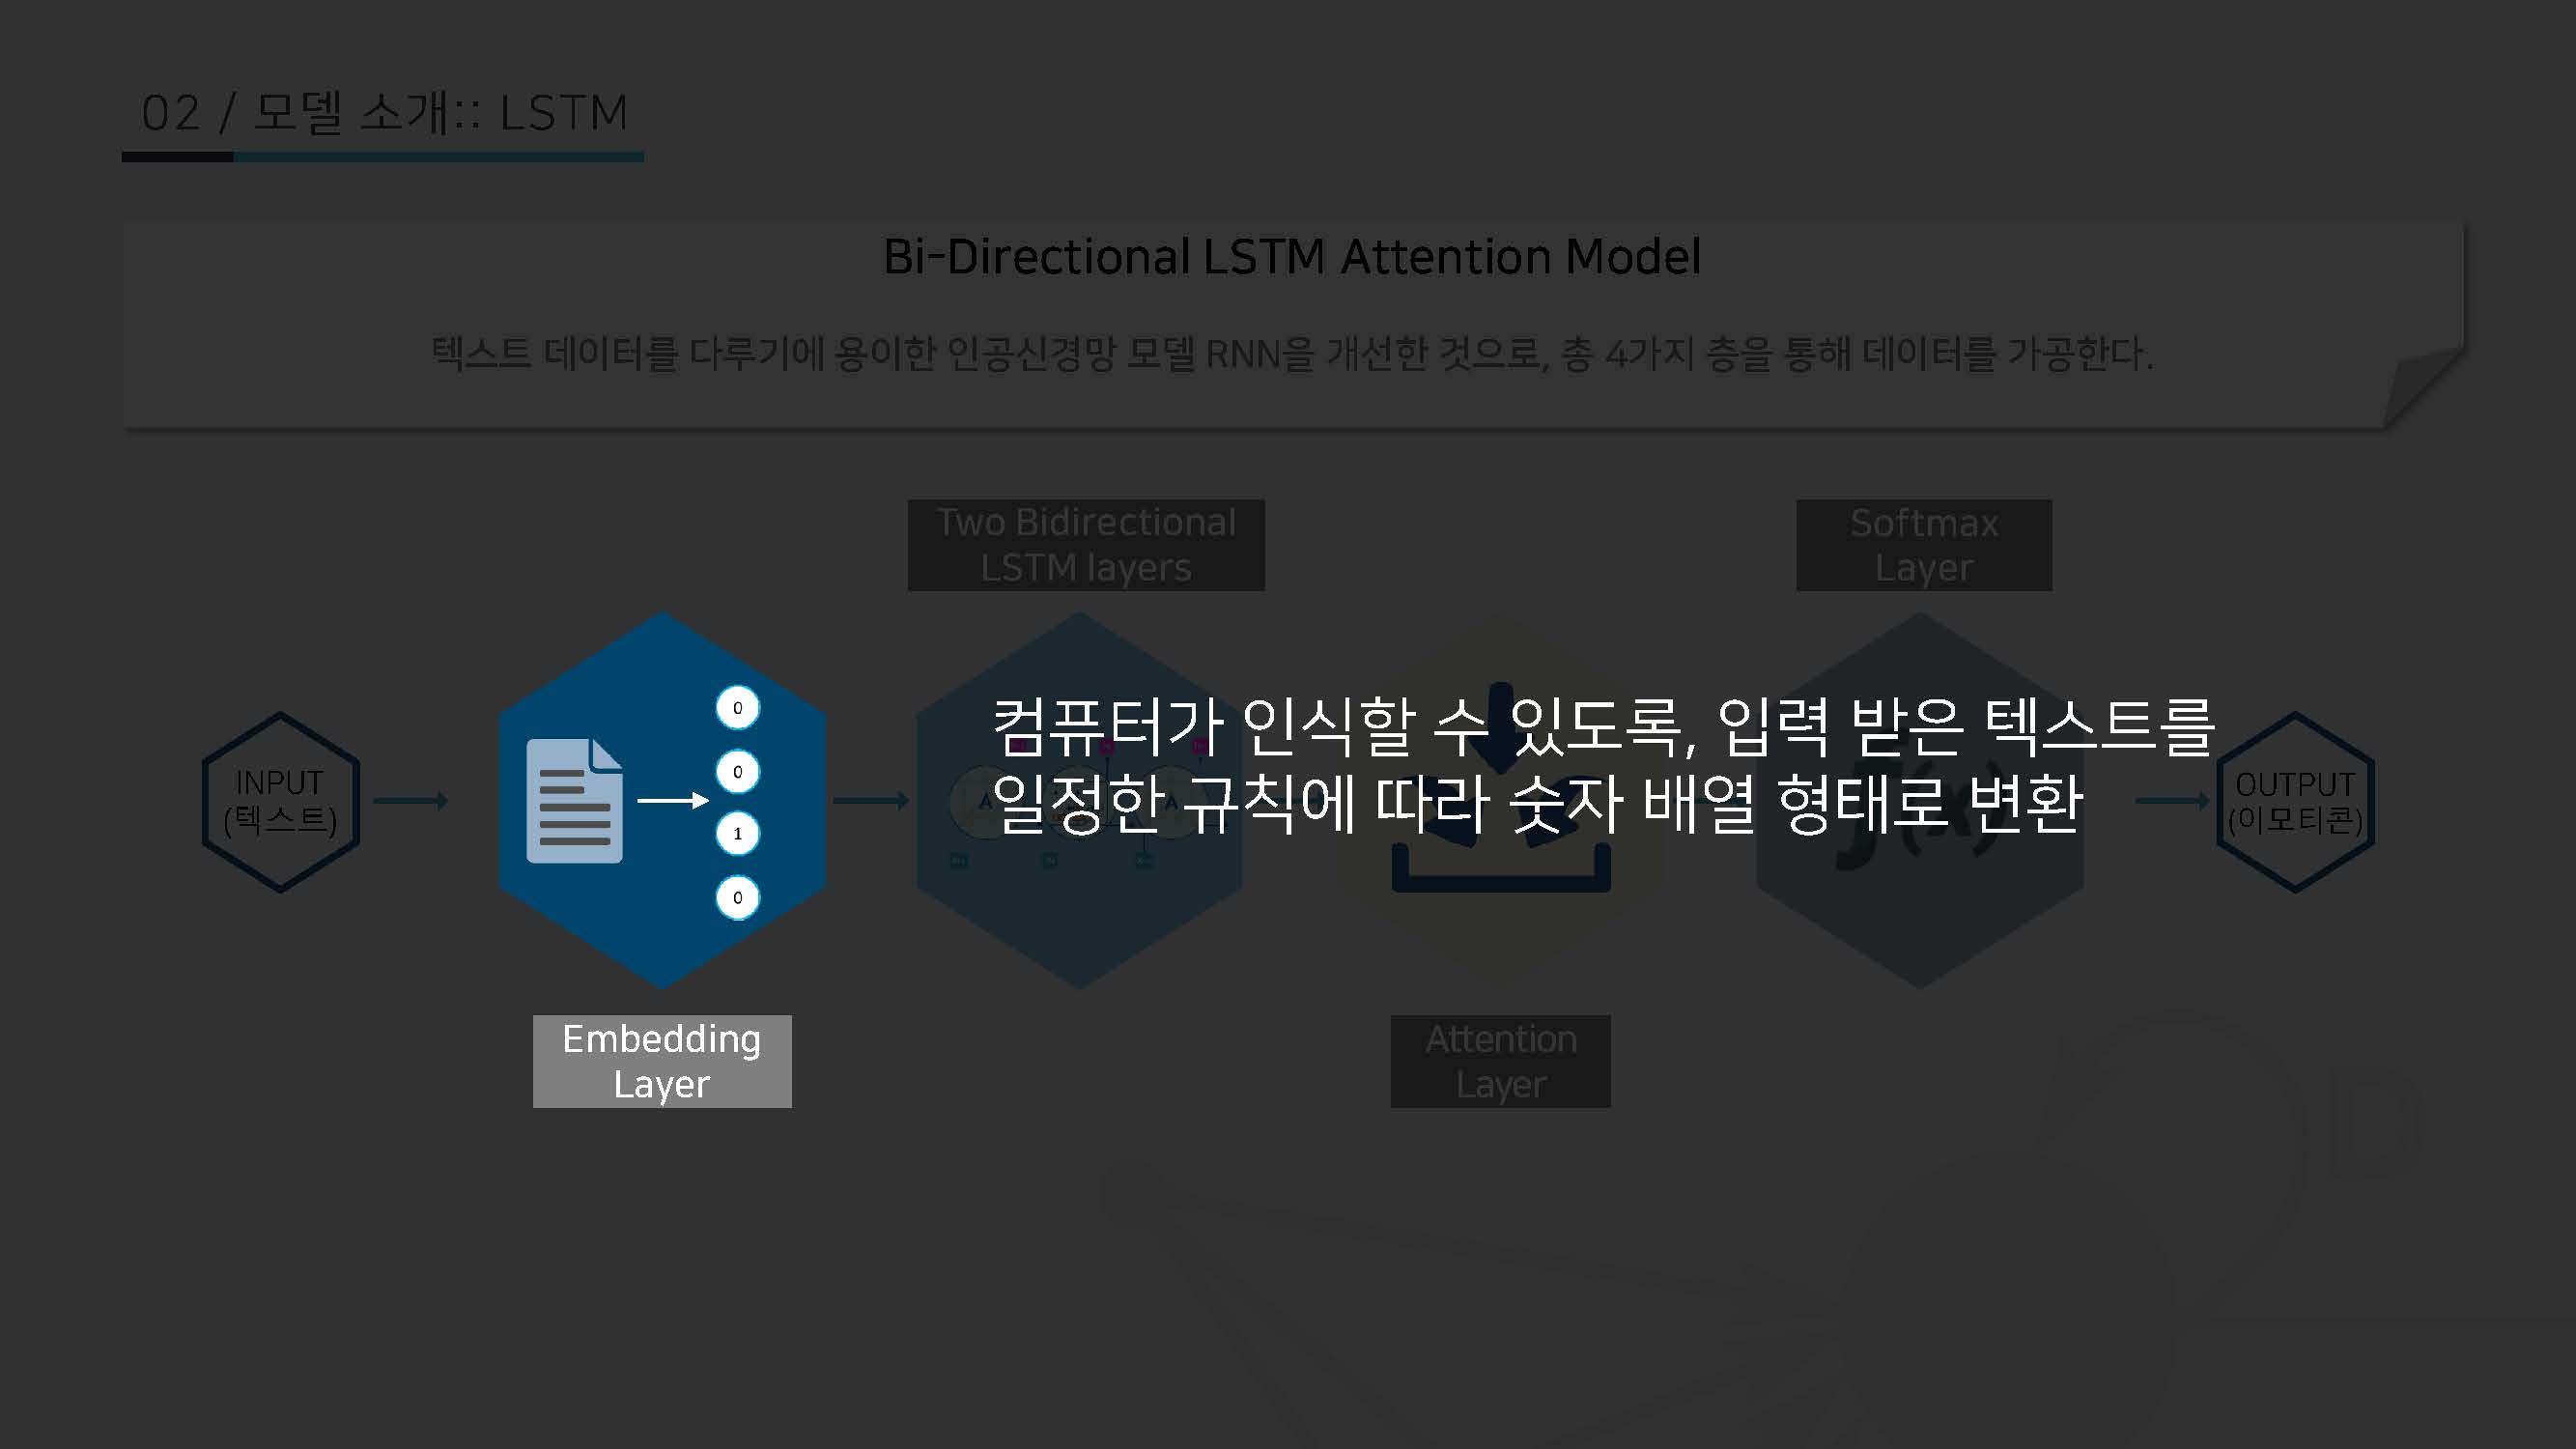 02 / 모델 소개:: LSTM
Bi-Directional LSTM Attention Model
텍스트 데이터를 다루기에 용이한 인공신경망 모델 RNN을 개선한 것으로, 총 4가지 층을 통해 데이터를 가공한다.
Two Bidirectional
LSTM layers
Softmax
Layer
INPUT
(텍스트)
0
0
1
0
컴퓨터가 인식할 수 있도록, 입력 받은 텍스트를
일정한 규칙에 따라 숫자 배열 형태로 변환
A
A
f(x)
OUTPUT
(이모티콘)
Embedding
Layer
Attention
Layer